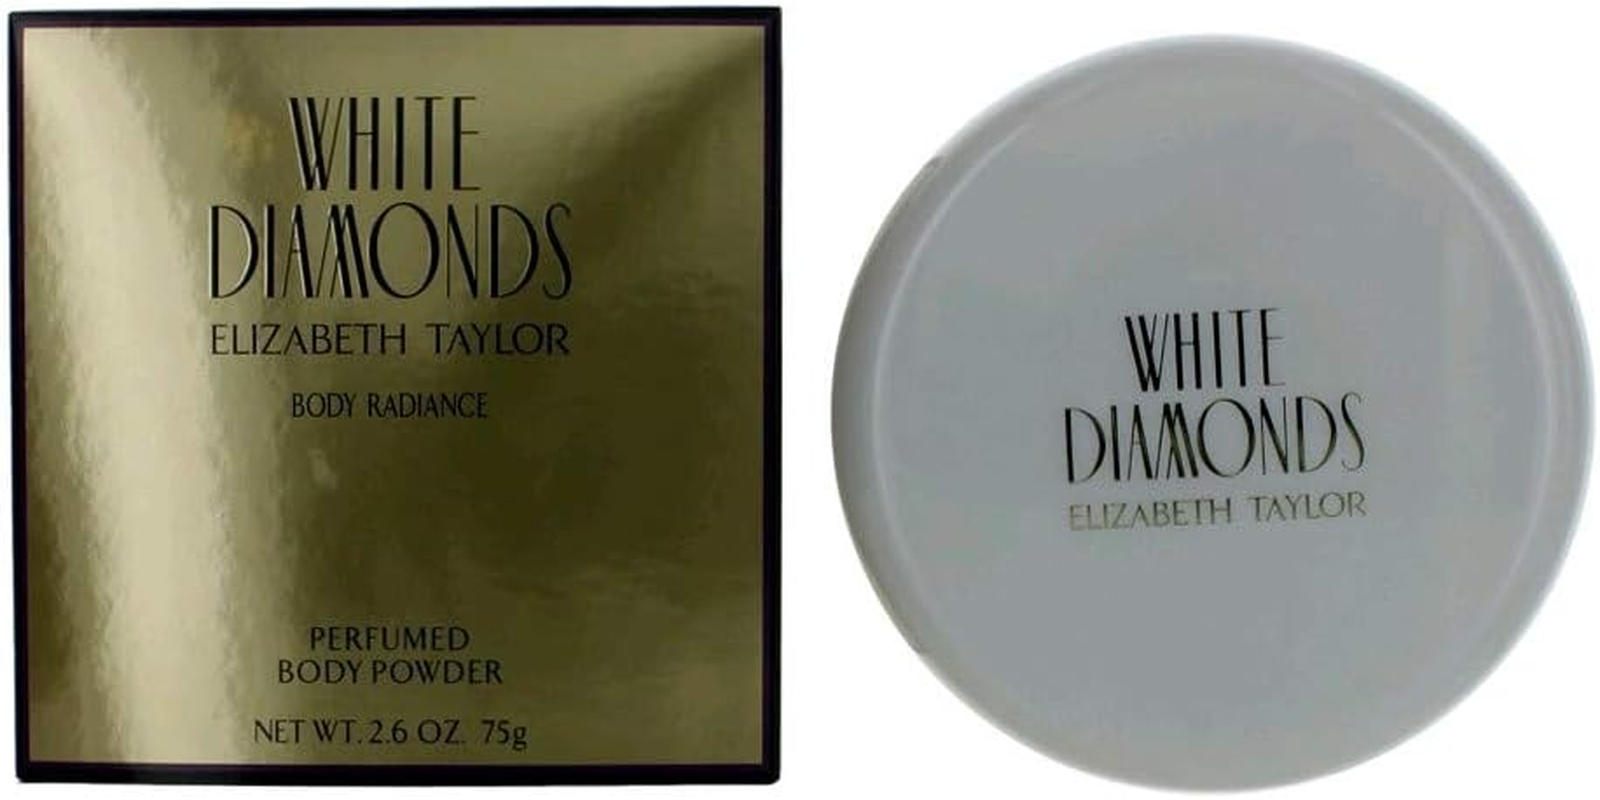 WHITE
DIAMONDS
ELIZABETH TAYLOR
BODY RADIANCE
PERFUMED
BODY POWDER
NET WT. 2.6 OZ. 75g
WHITE
DIAMONDS
ELIZABETH TAYLOR